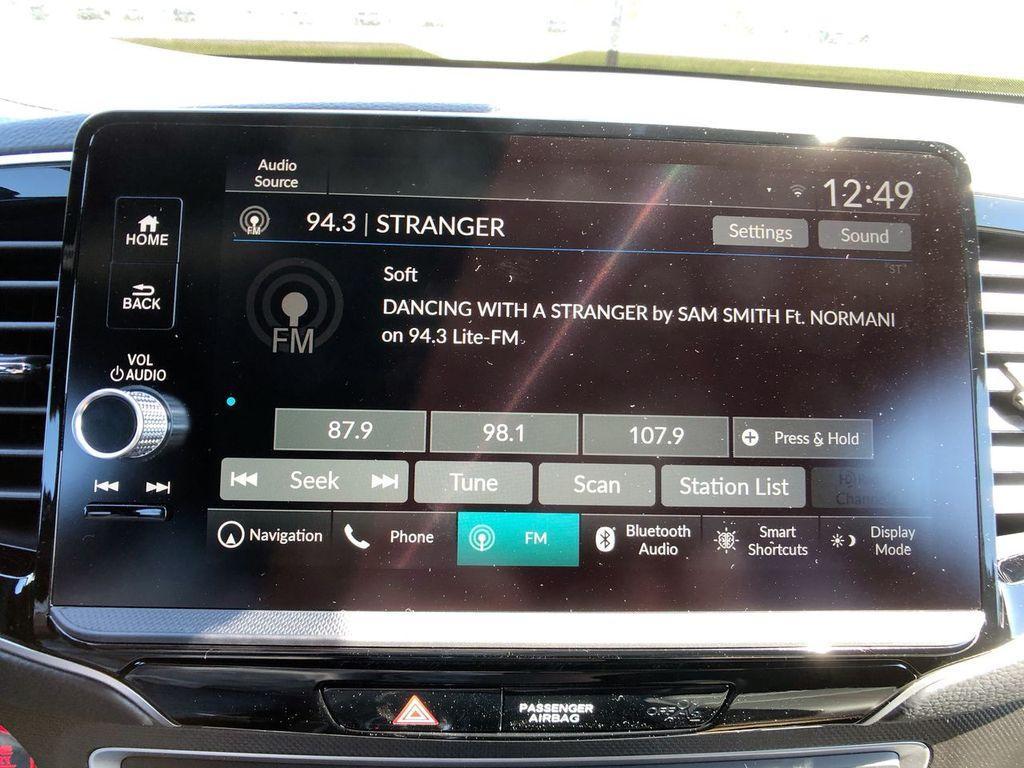 Audio
Source
12:49
FM
94.3 | STRANGER
Settings
Sound
HOME
"ST"
Soft
DANCING WITH A STRANGER by SAM SMITH Ft. NORMANI
on 94.3 Lite-FM
FM
BACK
VOL
AUDIO
87.9
98.1
107.9
Press & Hold
Seek
Tune
Scan
Station List
Navigation
Phone
FM
Bluetooth
Audio
Smart
Shortcuts
Display
Mode
PASSENGER
AIRBAG
OFF